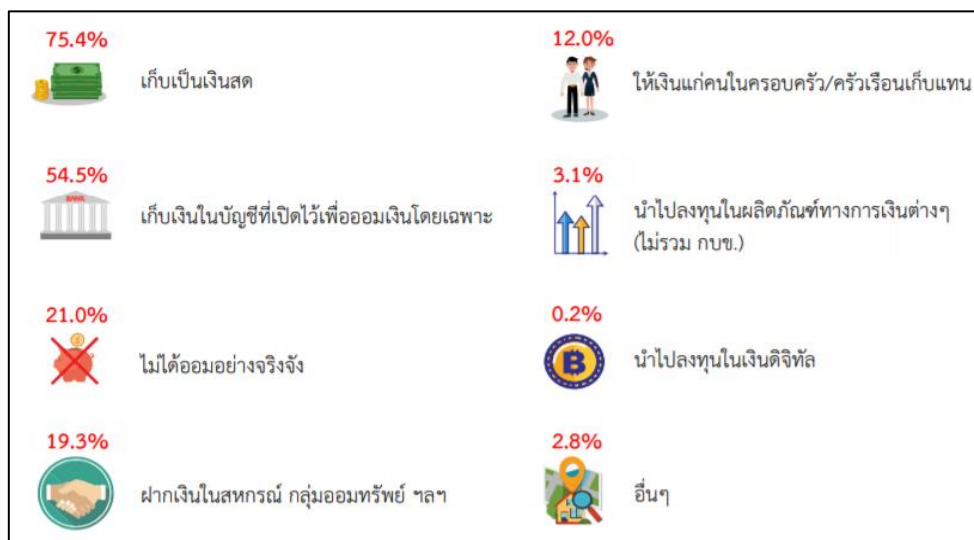 75.4%
เก็บเป็นเงินสด
54.5%
BANK
เก็บเงินในบัญชีที่เปิดไว้เพื่อออมเงินโดยเฉพาะ
21.0%
ไม่ได้ออมอย่างจริงจัง
19.3%
ฝากเงินในสหกรณ์ กลุ่มออมทรัพย์ ฯลฯ
12.0%
ให้เงินแก่คนในครอบครัว/ครัวเรือนเก็บแทน
3.1%
นำไปลงทุนในผลิตภัณฑ์ทางการเงินต่างๆ
(ไม่รวม กบข.)
0.2%
นำไปลงทุนในเงินดิจิทัล
2.8%
อื่นๆ